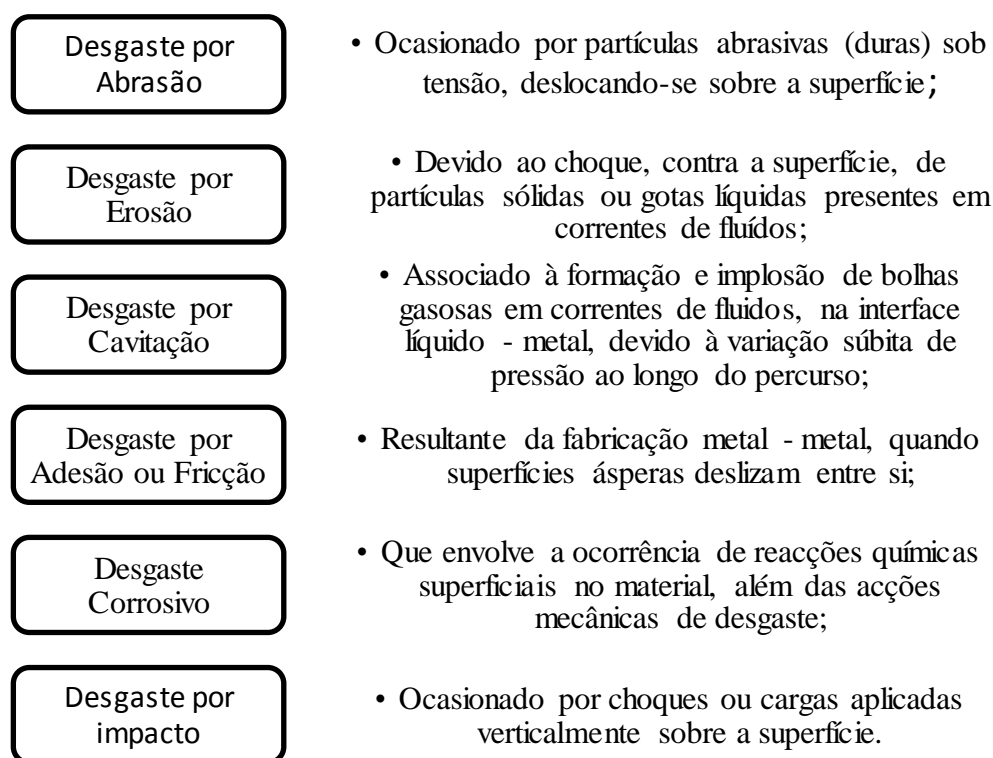 Desgaste por
Abrasão
• Ocasionado por partículas abrasivas (duras) sob
tensão, deslocando-se sobre a superfície;
Desgaste por
Erosão
• Devido ao choque, contra a superfície, de
partículas sólidas ou gotas líquidas presentes em
correntes de fluídos;
Desgaste por
Cavitação
• Associado à formação e implosão de bolhas
gasosas em correntes de fluidos, na interface
líquido - metal, devido à variação súbita de
pressão ao longo do percurso;
Desgaste por
Adesão ou Fricção
• Resultante da fabricação metal - metal, quando
superfícies ásperas deslizam entre si;
Desgaste
Corrosivo
• Que envolve a ocorrência de reacções químicas
superficiais no material, além das acções
mecânicas de desgaste;
Desgaste por
impacto
• Ocasionado por choques ou cargas aplicadas
verticalmente sobre a superfície.